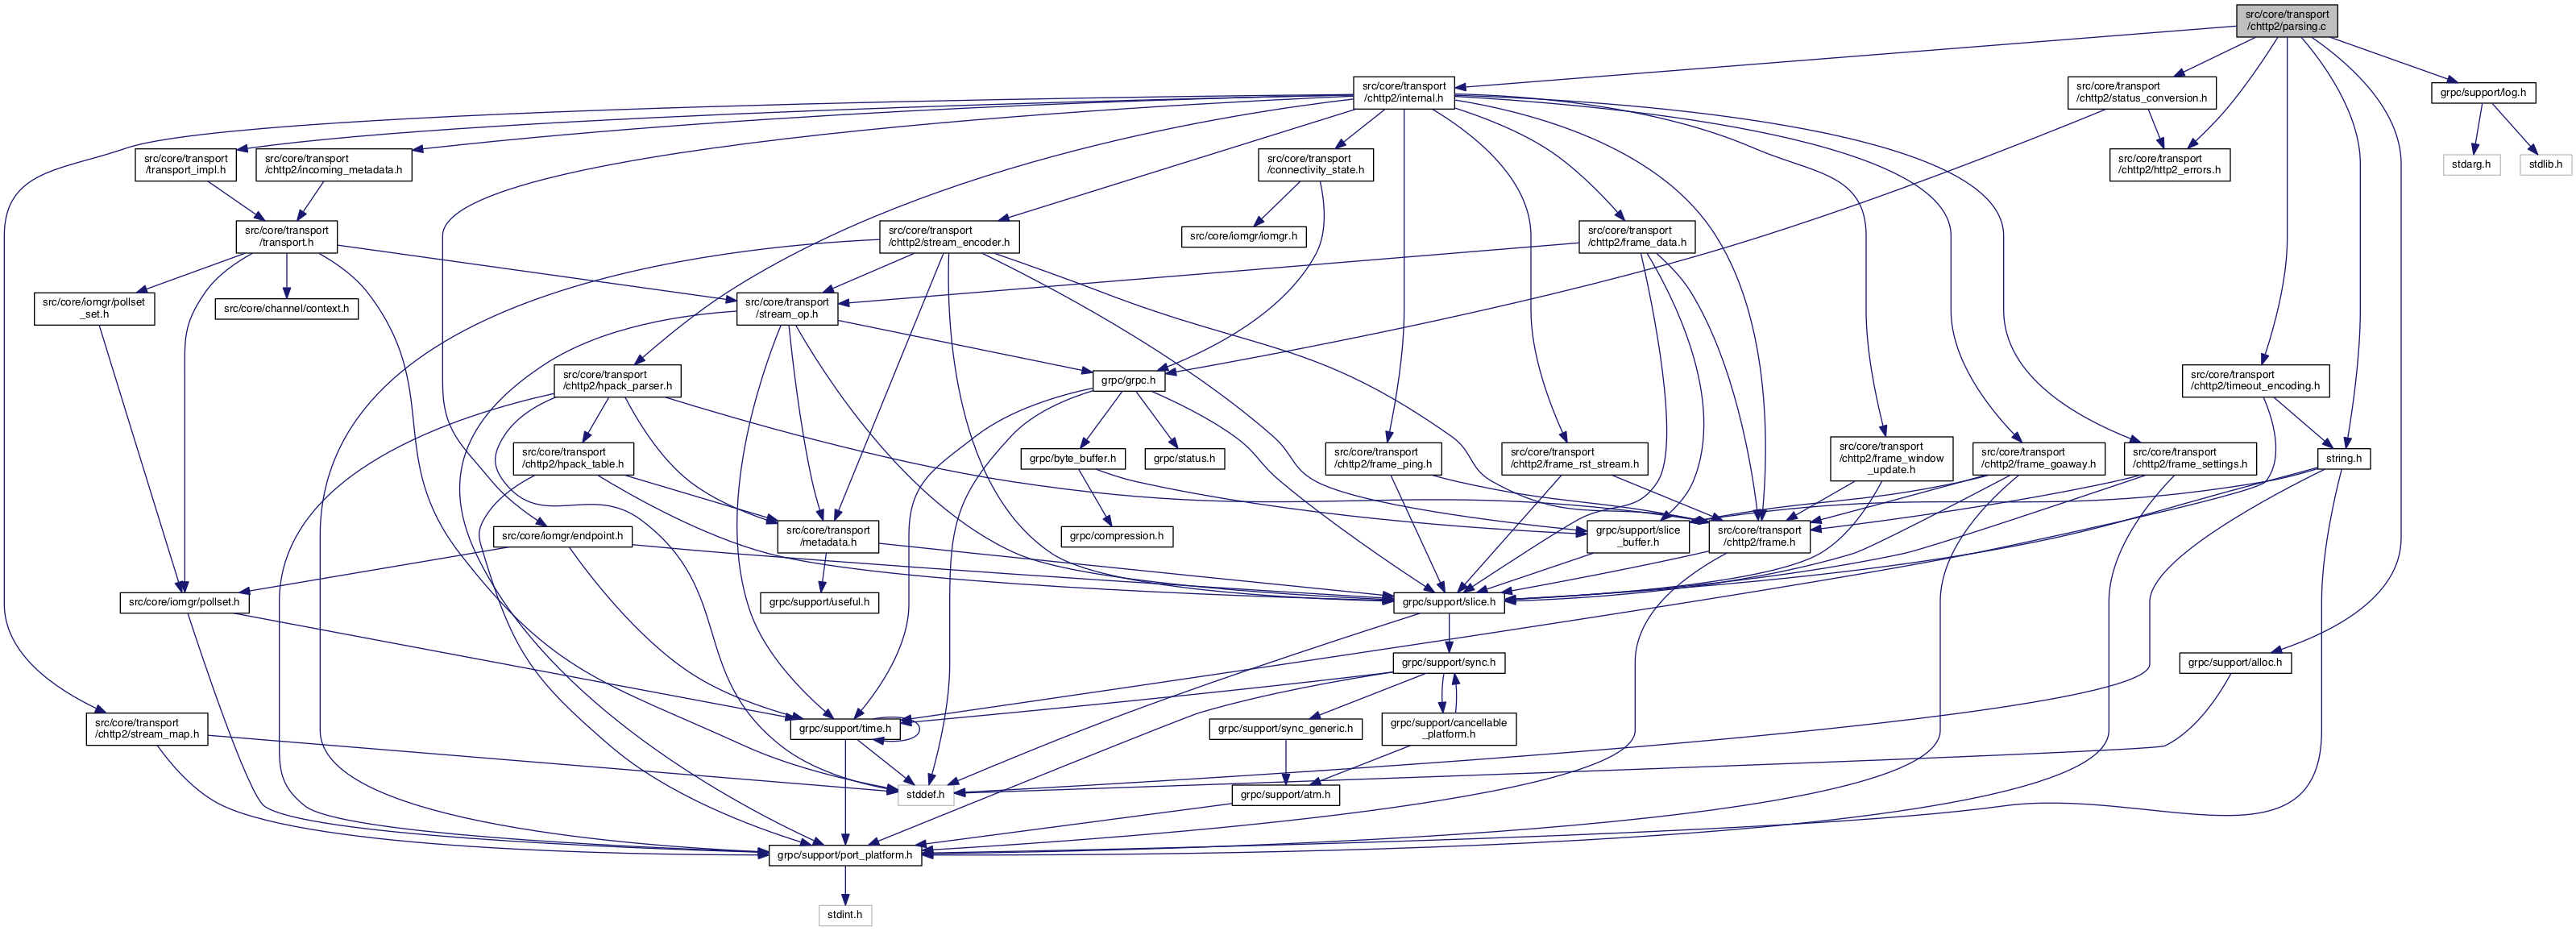 src/core/transport
/chttp2/parsing.c
src/core/transport
/chttp2/internal.h
src/core/transport
/chttp2/status_conversion.h
grpc/support/log.h
src/core/transport
/transport_impl.h
src/core/transport
/chttp2/incoming_metadata.h
src/core/transport
/connectivity_state.h
src/core/transport
/chttp2/http2_errors.h
stdarg.h
stdlib.h
src/core/transport
/transport.h
src/core/transport
/chttp2/stream_encoder.h
src/core/iomgr/iomgr.h
src/core/transport
/chttp2/frame_data.h
src/core/iomgr/pollset
_set.h
src/core/channel/context.h
src/core/transport
/stream_op.h
src/core/transport
/chttp2/hpack_parser.h
grpc/grpc.h
src/core/transport
/chttp2/timeout_encoding.h
src/core/transport
/chttp2/hpack_table.h
grpc/byte_buffer.h
grpc/status.h
src/core/transport
/chttp2/frame_ping.h
src/core/transport
/chttp2/frame_rst_stream.h
src/core/transport
/chttp2/frame_window
_update.h
src/core/transport
/chttp2/frame_goaway.h
src/core/transport
/chttp2/frame_settings.h
string.h
src/core/iomgr/endpoint.h
src/core/transport
/metadata.h
grpc/compression.h
grpc/support/slice
_buffer.h
src/core/transport
/chttp2/frame.h
src/core/iomgr/pollset.h
grpc/support/useful.h
grpc/support/slice.h
grpc/support/sync.h
grpc/support/alloc.h
src/core/transport
/chttp2/stream_map.h
grpc/support/time.h
grpc/support/sync_generic.h
grpc/support/cancellable
_platform.h
stddef.h
grpc/support/atm.h
grpc/support/port_platform.h
stdint.h